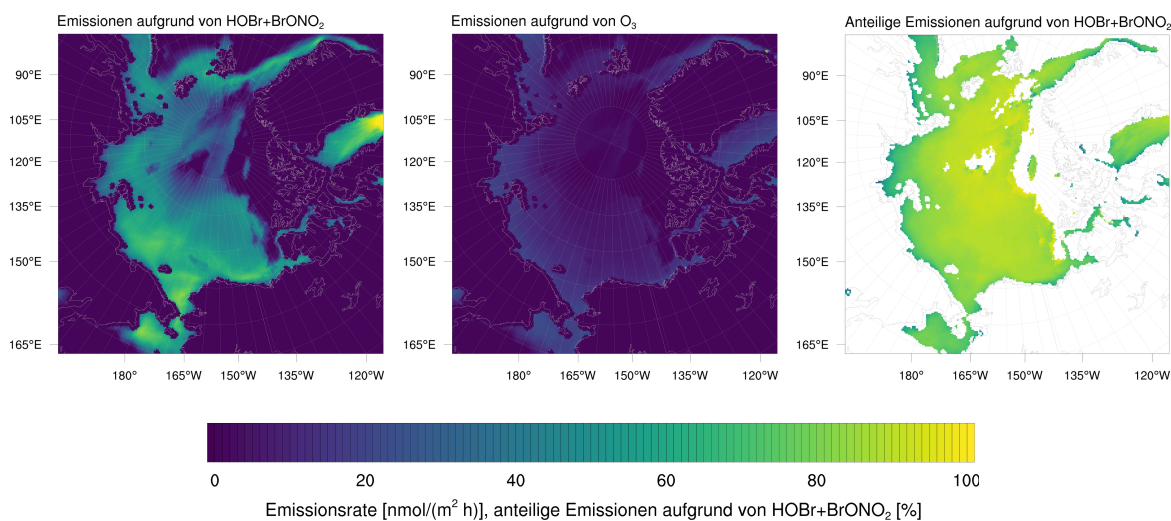 Emissionen aufgrund von HOBr+BrONO₂
Emissionen aufgrund von O₃
Anteilige Emissionen aufgrund von HOBr+BrONO₂
90°E
105°E
120°E
135°E
150°E
165°E
180°
165°W
150°W
135°W
120°W
90°E
105°E
120°E
135°E
150°E
165°E
180°
165°W
150°W
135°W
120°W
90°E
105°E
120°E
135°E
150°E
165°E
180°
165°W
150°W
135°W
120°W
0 20 40 60 80 100
Emissionsrate [nmol/(m² h)], anteilige Emissionen aufgrund von HOBr+BrONO₂ [%]